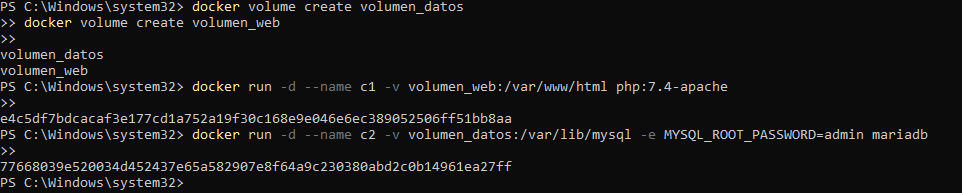 PS C:\Windows\system32> docker volume create volumen_datos
>> docker volume create volumen_web
>>
volumen_datos
volumen_web
PS C:\Windows\system32> docker run -d --name c1 -v volumen_web:/var/www/html php:7.4-apache
>>
e4c5df7bdcacaf3e177cd1a752a19f30c168e9e046e6ec389052506ff51bb8aa
PS C:\Windows\system32> docker run -d --name c2 -v volumen_datos:/var/lib/mysql -e MYSQL_ROOT_PASSWORD=admin mariadb
>>
77668039e520034d452437e65a582907e8f64a9c230380abd2c0b14961ea27ff
PS C:\Windows\system32>